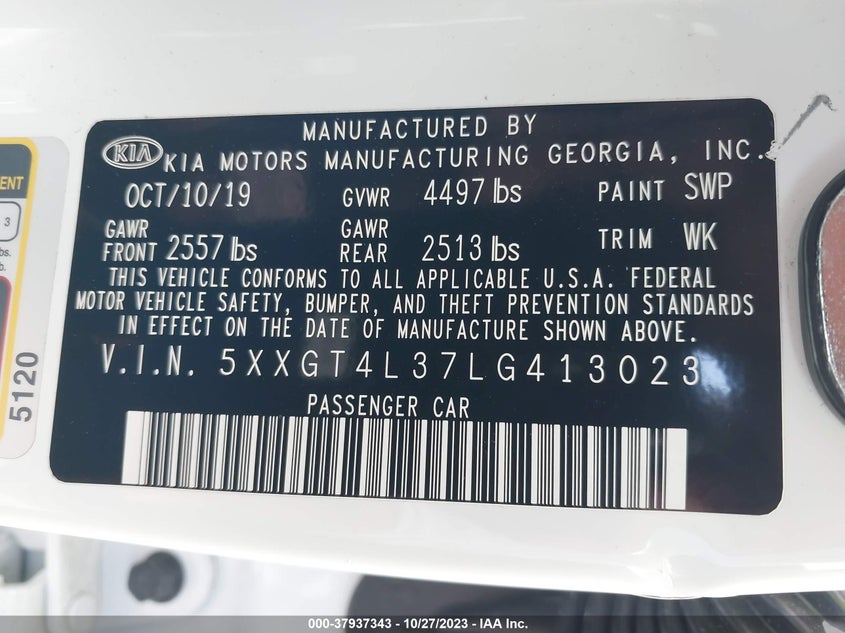 MANUFACTURED BY
KIA KIA MOTORS MANUFACTURING GEORGIA, INC.
OCT/10/19 GVWR 4497 lbs PAINT SWP
GAWR FRONT 2557 lbs GAWR REAR 2513 lbs TRIM WK
THIS VEHICLE CONFORMS TO ALL APPLICABLE U.S.A. FEDERAL
MOTOR VEHICLE SAFETY, BUMPER, AND THEFT PREVENTION STANDARDS
IN EFFECT ON THE DATE OF MANUFACTURE SHOWN ABOVE.
V.I.N. 5XXGT4L37LG413023
PASSENGER CAR
3
5120
000-37937343 - 10/27/2023 - IAA Inc.